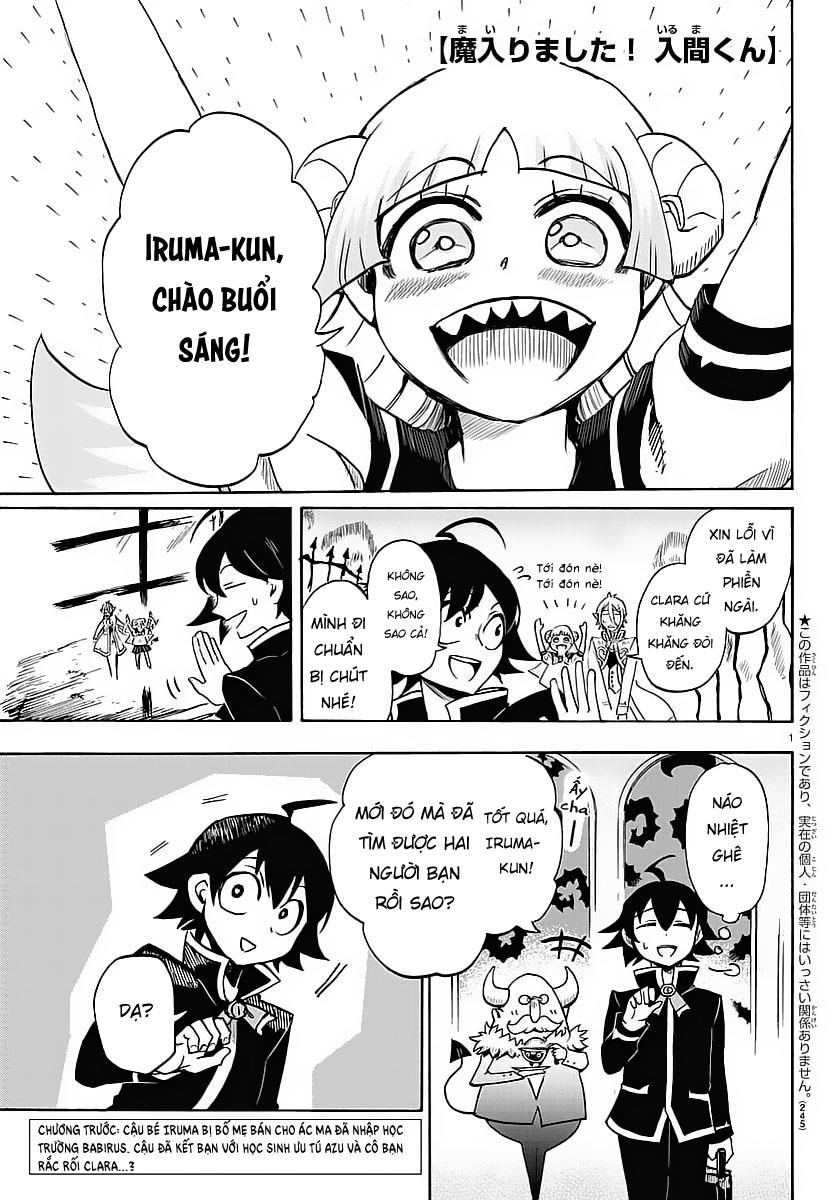 【魔入りました! 入間くん】
IRUMA-KUN,
CHÀO BUỔI
SÁNG!
XIN LỖI VÌ
ĐÃ LÀM
PHIỀN
NGÀI.
CLARA CỨ
KHĂNG
KHĂNG ĐÒI
ĐẾN.
Tới đón nè!
Tới đón nè!
KHÔNG
SAO,
KHÔNG
SAO CẢ!
MÌNH ĐI
CHUẨN
BỊ CHÚT
NHÉ!
1
NÁO
NHIỆT
GHÊ
...
Ấy
cha
TỐT QUÁ,
IRUMA-
KUN!
MỚI ĐÓ MÀ ĐÃ
TÌM ĐƯỢC HAI
NGƯỜI BẠN
RỒI SAO?
DẠ?
CHƯƠNG TRƯỚC: CẬU BÉ IRUMA BỊ BỐ MẸ BÁN CHO ÁC MA ĐÃ NHẬP HỌC
TRƯỜNG BABIRUS. CẬU ĐÃ KẾT BẠN VỚI HỌC SINH ƯU TÚ AZU VÀ CÔ BẠN
RẮC RỐI CLARA...?
★この作品はフィクションであり、実在の個人・団体等にはいっさい関係ありません。(245)